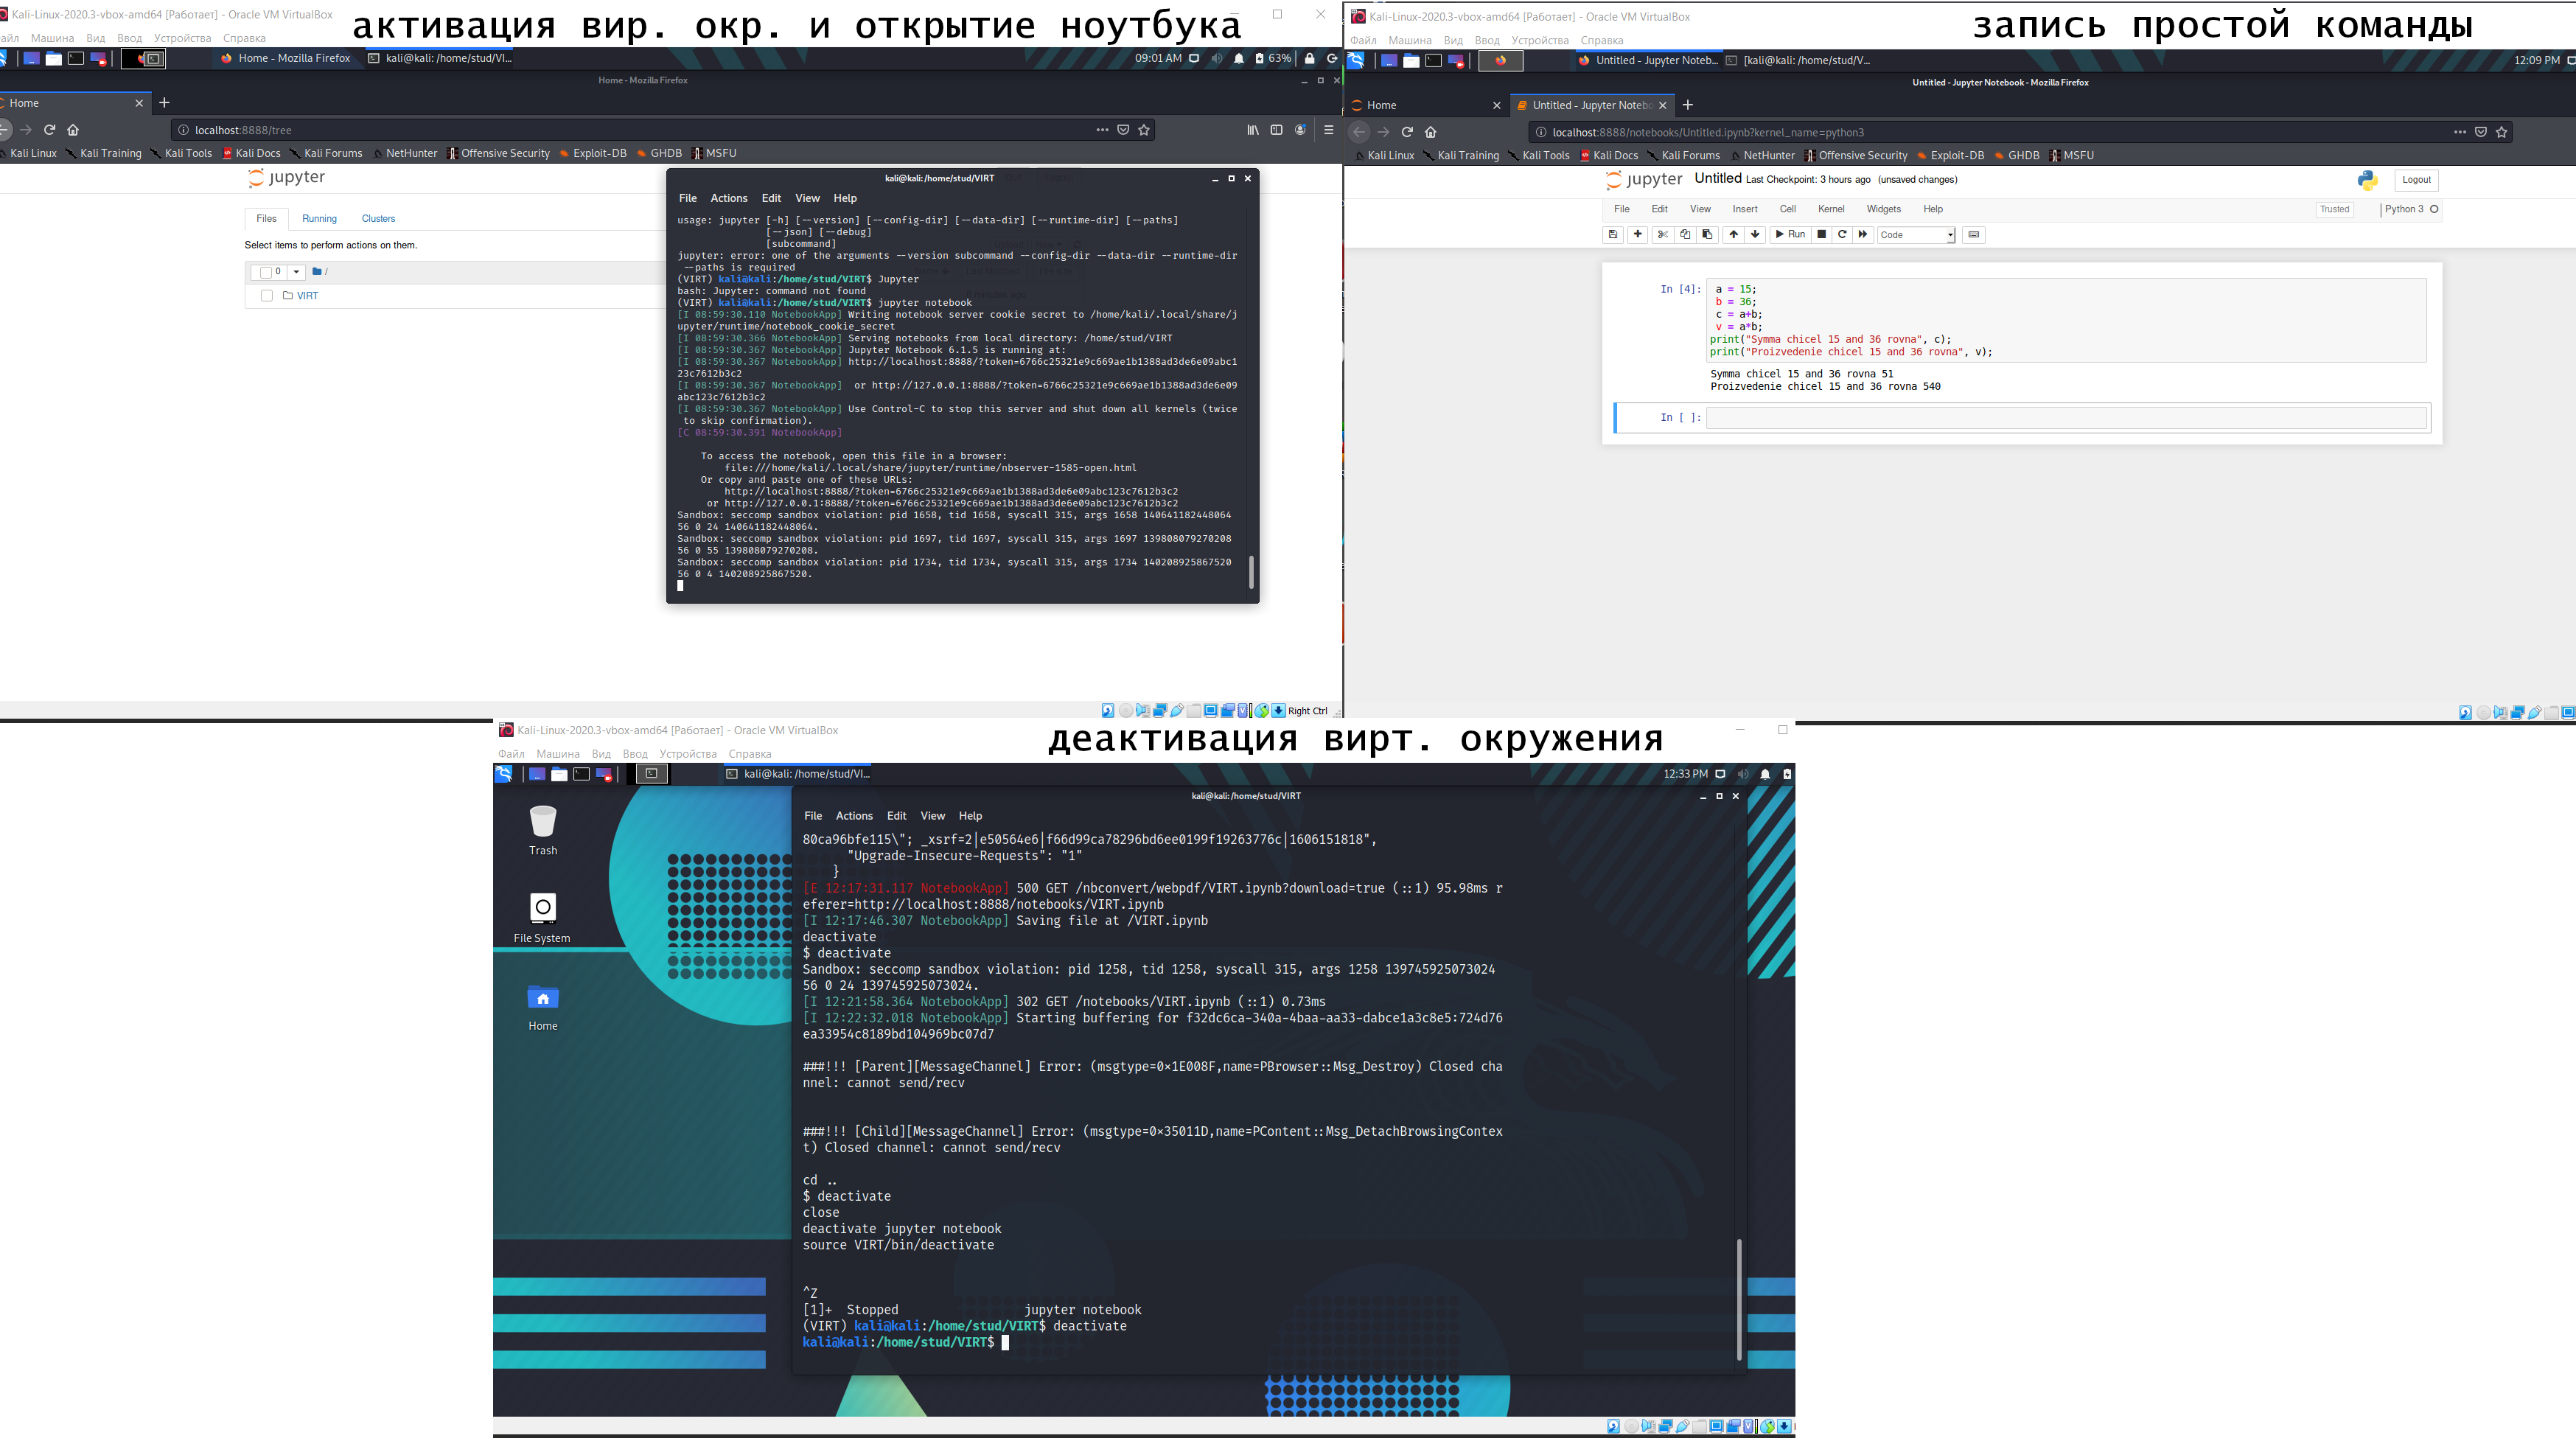 Kali-Linux-2020.3-vbox-amd64 [Работает] - Oracle VM VirtualBox
активация вир. окр. и открытие ноутбука
айл Машина Вид Ввод Устройства Справка
Home - Mozilla Firefox
kali@kali: /home/stud/VI...
09:01 AM
63%
Home - Mozilla Firefox
Home
localhost:8888/tree
Kali Linux Kali Training Kali Tools Kali Docs Kali Forums NetHunter Offensive Security Exploit-DB GHDB MSFU
jupyter
Files Running Clusters
Select items to perform actions on them.
0 /
VIRT
kali@kali: /home/stud/VIRT
File Actions Edit View Help
usage: jupyter [-h] [--version] [--config-dir] [--data-dir] [--runtime-dir] [--paths]
[--json] [--debug]
[subcommand]
jupyter: error: one of the arguments --version subcommand --config-dir --data-dir --runtime-dir
--paths is required
(VIRT) kali@kali:/home/stud/VIRT$ Jupyter
bash: Jupyter: command not found
(VIRT) kali@kali:/home/stud/VIRT$ jupyter notebook
[I 08:59:30.110 NotebookApp] Writing notebook server cookie secret to /home/kali/.local/share/j
upyter/runtime/notebook_cookie_secret
[I 08:59:30.366 NotebookApp] Serving notebooks from local directory: /home/stud/VIRT
[I 08:59:30.367 NotebookApp] Jupyter Notebook 6.1.5 is running at:
[I 08:59:30.367 NotebookApp] http://localhost:8888/?token=6766c25321e9c669ae1b1388ad3de6e09abc1
23c7612b3c2
[I 08:59:30.367 NotebookApp]  or http://127.0.0.1:8888/?token=6766c25321e9c669ae1b1388ad3de6e09
abc123c7612b3c2
[I 08:59:30.367 NotebookApp] Use Control-C to stop this server and shut down all kernels (twice
to skip confirmation).
[C 08:59:30.391 NotebookApp]
To access the notebook, open this file in a browser:
file:///home/kali/.local/share/jupyter/runtime/nbserver-1585-open.html
Or copy and paste one of these URLs:
http://localhost:8888/?token=6766c25321e9c669ae1b1388ad3de6e09abc123c7612b3c2
or http://127.0.0.1:8888/?token=6766c25321e9c669ae1b1388ad3de6e09abc123c7612b3c2
Sandbox: seccomp sandbox violation: pid 1658, tid 1658, syscall 315, args 1658 140641182448064
56 0 24 140641182448064.
Sandbox: seccomp sandbox violation: pid 1697, tid 1697, syscall 315, args 1697 139808079270208
56 0 55 139808079270208.
Sandbox: seccomp sandbox violation: pid 1734, tid 1734, syscall 315, args 1734 140208925867520
56 0 4 140208925867520.
Right Ctrl
Kali-Linux-2020.3-vbox-amd64 [Работает] - Oracle VM VirtualBox
запись простой команды
Файл Машина Вид Ввод Устройства Справка
Untitled - Jupyter Noteb...
[kali@kali: /home/stud/V...
12:09 PM
Untitled - Jupyter Notebook - Mozilla Firefox
Home
Untitled - Jupyter Notebo
localhost:8888/notebooks/Untitled.ipynb?kernel_name=python3
Kali Linux Kali Training Kali Tools Kali Docs Kali Forums NetHunter Offensive Security Exploit-DB GHDB MSFU
jupyter Untitled Last Checkpoint: 3 hours ago (unsaved changes)
Logout
File Edit View Insert Cell Kernel Widgets Help
Trusted Python 3
Run Code
In [4]: a = 15;
b = 36;
c = a+b;
v = a*b;
print("Symma chicel 15 and 36 rovna", c);
print("Proizvedenie chicel 15 and 36 rovna", v);
Symma chicel 15 and 36 rovna 51
Proizvedenie chicel 15 and 36 rovna 540
In [ ]:
Kali-Linux-2020.3-vbox-amd64 [Работает] - Oracle VM VirtualBox
деактивация вирт. окружения
Файл Машина Вид Ввод Устройства Справка
kali@kali: /home/stud/VI...
12:33 PM
Trash
File System
Home
kali@kali: /home/stud/VIRT
File Actions Edit View Help
80ca96bfe115\"; _xsrf=2|e50564e6|f66d99ca78296bd6ee0199f19263776c|1606151818",
"Upgrade-Insecure-Requests": "1"
}
[E 12:17:31.117 NotebookApp] 500 GET /nbconvert/webpdf/VIRT.ipynb?download=true (::1) 95.98ms r
eferer=http://localhost:8888/notebooks/VIRT.ipynb
[I 12:17:46.307 NotebookApp] Saving file at /VIRT.ipynb
deactivate
$ deactivate
Sandbox: seccomp sandbox violation: pid 1258, tid 1258, syscall 315, args 1258 139745925073024
56 0 24 139745925073024.
[I 12:21:58.364 NotebookApp] 302 GET /notebooks/VIRT.ipynb (::1) 0.73ms
[I 12:22:32.018 NotebookApp] Starting buffering for f32dc6ca-340a-4baa-aa33-dabce1a3c8e5:724d76
ea33954c8189bd104969bc07d7
###!!! [Parent][MessageChannel] Error: (msgtype=0×1E008F,name=PBrowser::Msg_Destroy) Closed cha
nnel: cannot send/recv
###!!! [Child][MessageChannel] Error: (msgtype=0×35011D,name=PContent::Msg_DetachBrowsingContex
t) Closed channel: cannot send/recv
cd ..
$ deactivate
close
deactivate jupyter notebook
source VIRT/bin/deactivate
^Z
[1]+  Stopped                 jupyter notebook
(VIRT) kali@kali:/home/stud/VIRT$ deactivate
kali@kali:/home/stud/VIRT$